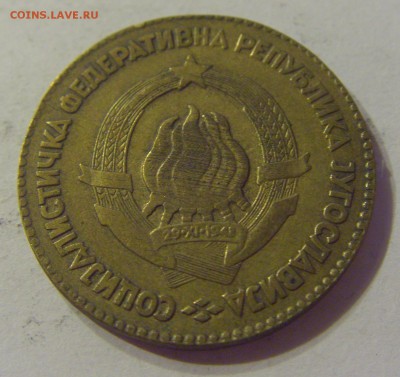 COINS.LAVE.RU
СОЦИЈАЛИСТИЧКА ФЕДЕРАТИВНА РЕПУБЛИКА ЈУГОСЛАВИЈА
29·XI·1943